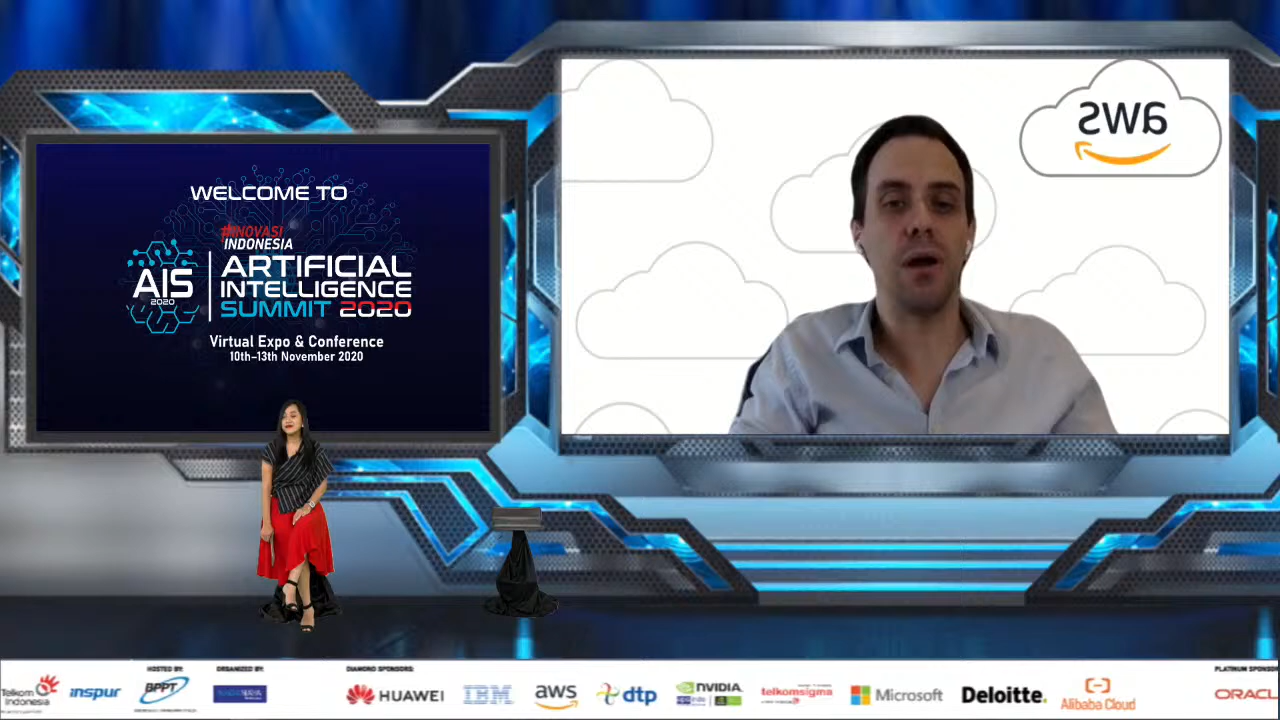 WELCOME TO
#INOVASI
INDONESIA
AIS
2020
ARTIFICIAL
INTELLIGENCE
SUMMIT 2020
Virtual Expo & Conference
10th–13th November 2020
aws
HOSTED BY:
ORGANIZED BY:
DIAMOND SPONSORS:
PLATINUM SPONSOR
Telkom
Indonesia
inspur
BPPT
HUAWEI
IBM
aws
dtp
NVIDIA.
telkomsigma
Microsoft
Deloitte.
Alibaba Cloud
ORACL